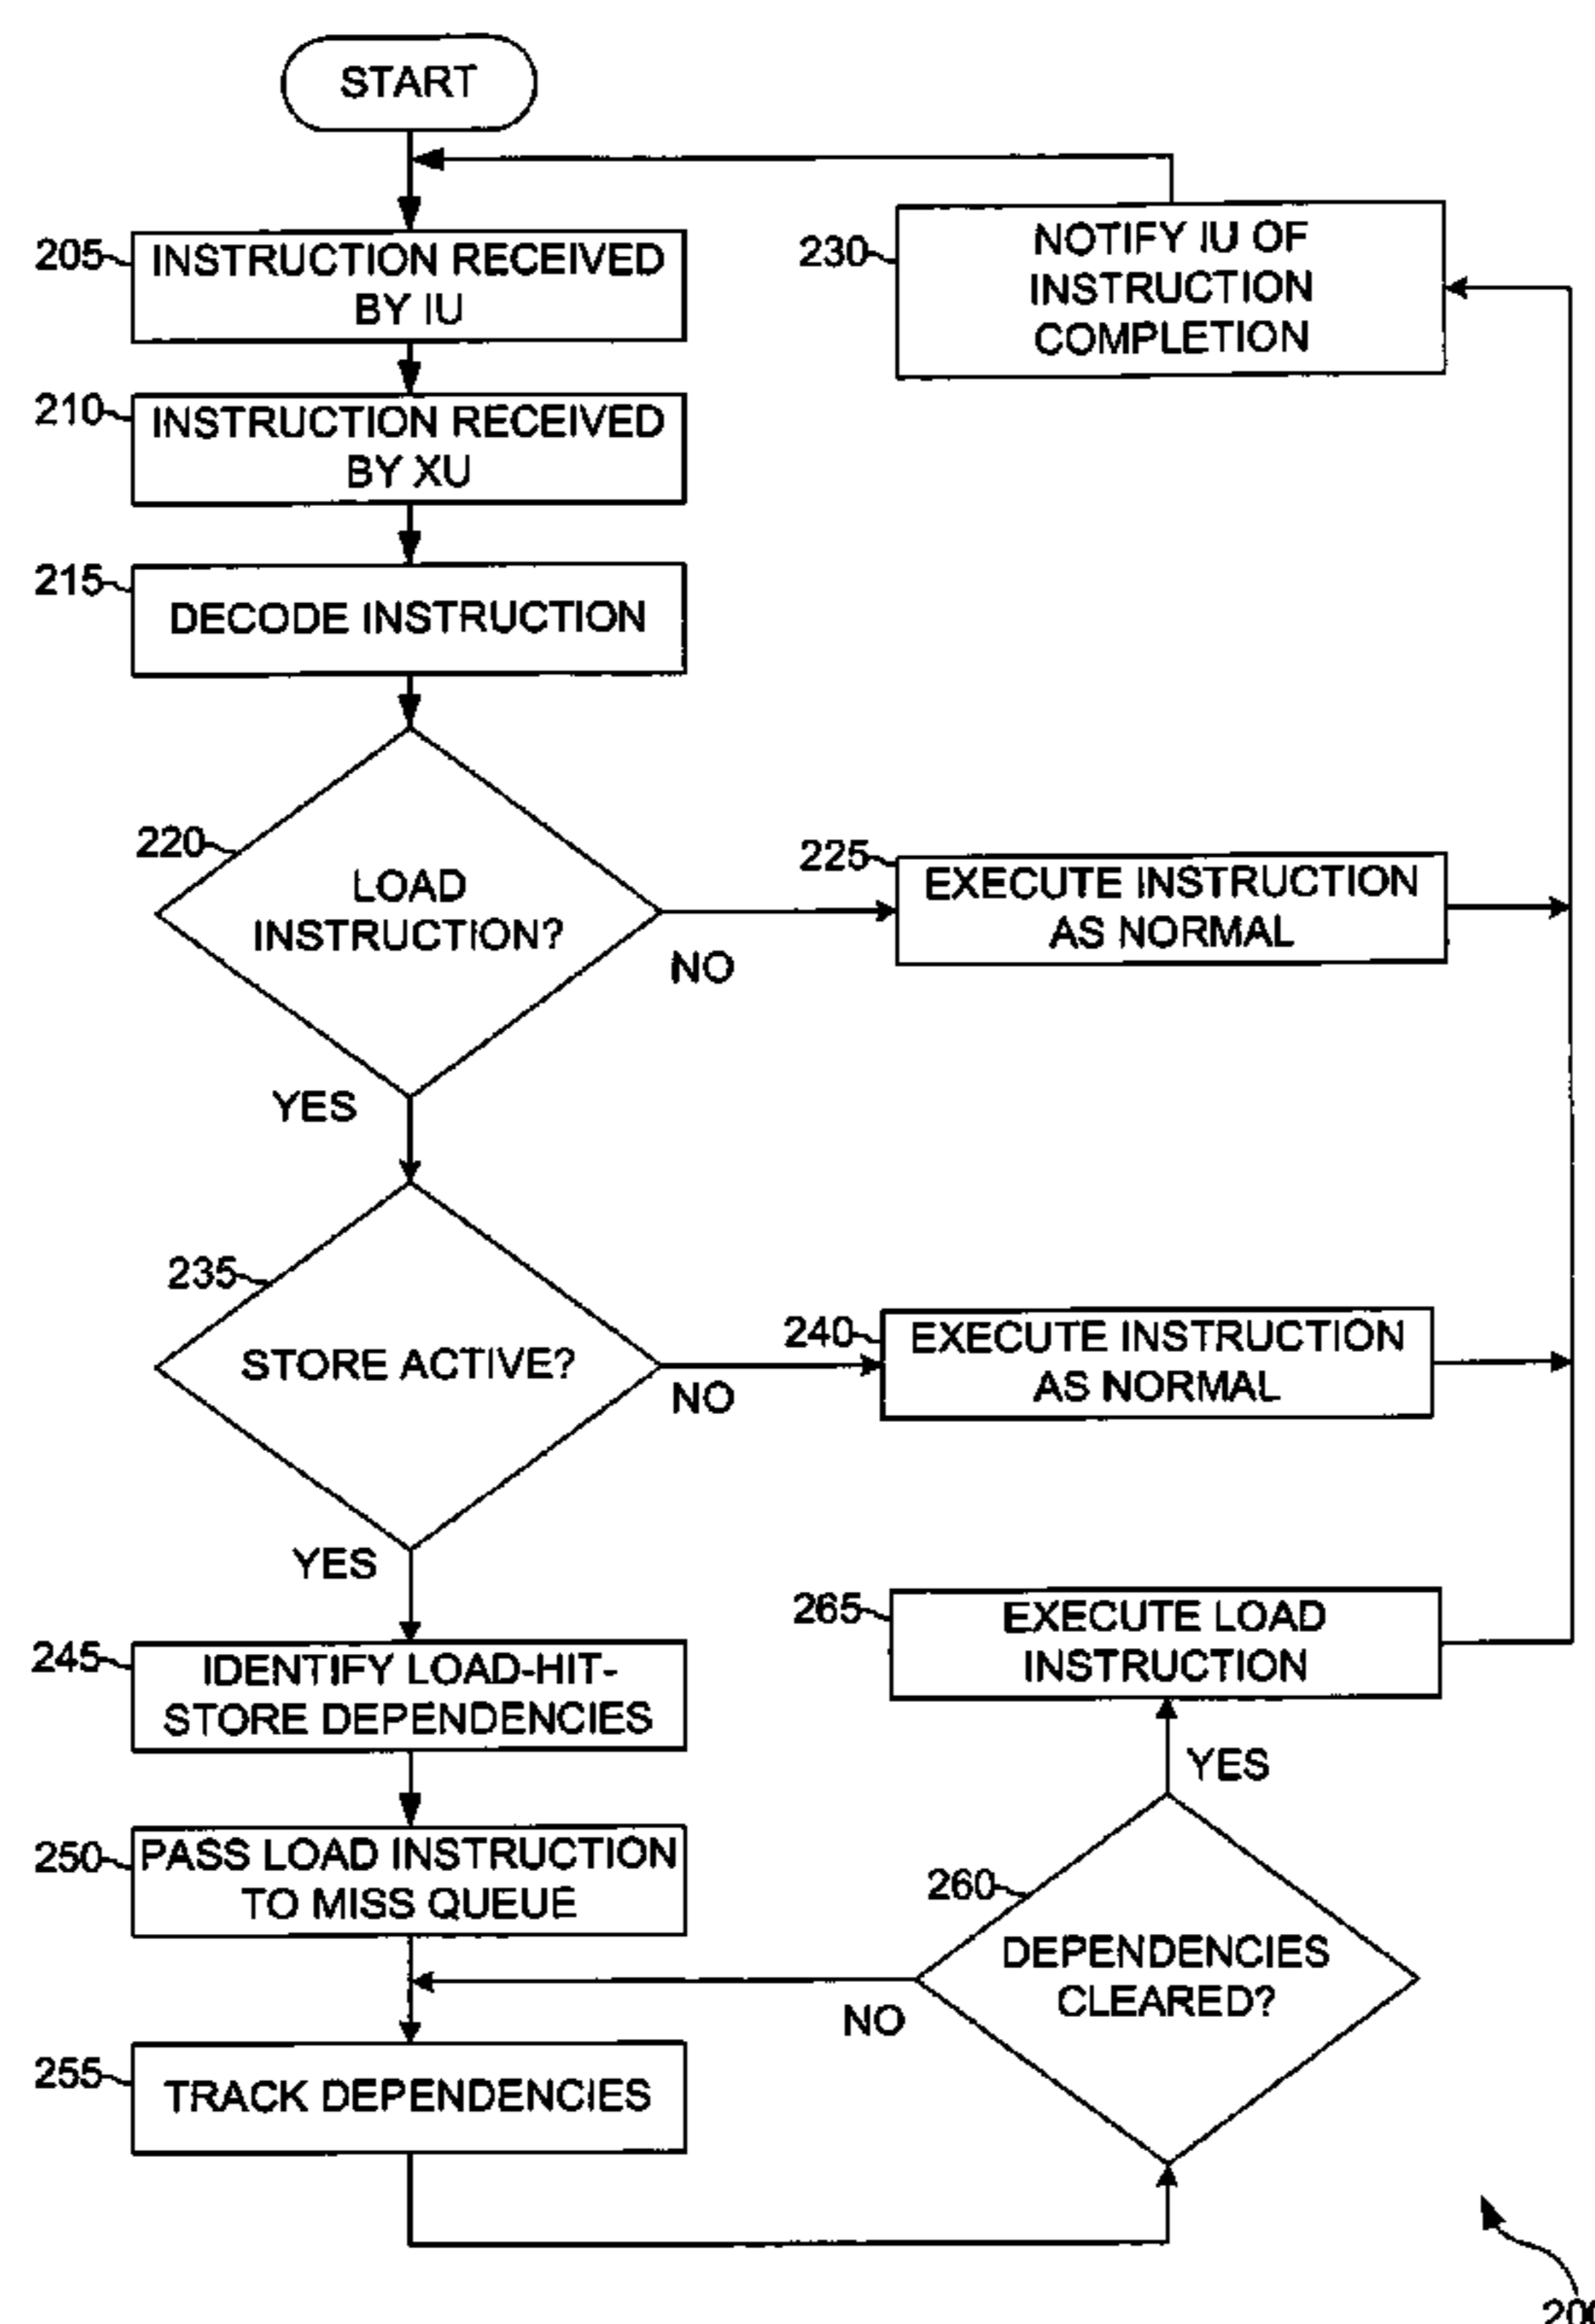 START
205
INSTRUCTION RECEIVED
BY IU
210
INSTRUCTION RECEIVED
BY XU
215
DECODE INSTRUCTION
220
LOAD
INSTRUCTION?
NO
YES
225
EXECUTE INSTRUCTION
AS NORMAL
230
NOTIFY IU OF
INSTRUCTION
COMPLETION
235
STORE ACTIVE?
NO
YES
240
EXECUTE INSTRUCTION
AS NORMAL
245
IDENTIFY LOAD-HIT-
STORE DEPENDENCIES
250
PASS LOAD INSTRUCTION
TO MISS QUEUE
255
TRACK DEPENDENCIES
260
DEPENDENCIES
CLEARED?
NO
YES
265
EXECUTE LOAD
INSTRUCTION
200